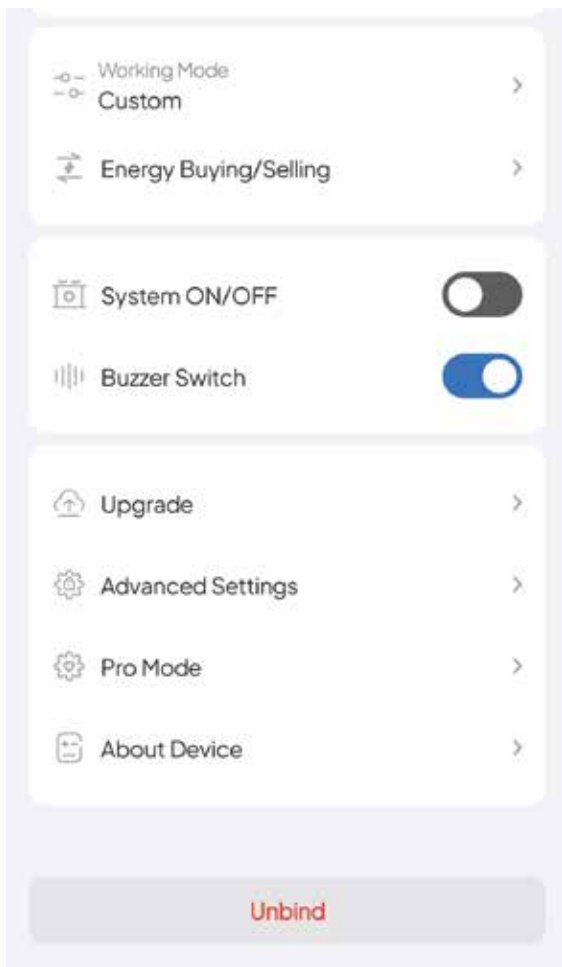 Working Mode
Custom
Energy Buying/Selling
System ON/OFF
Buzzer Switch
Upgrade
Advanced Settings
Pro Mode
About Device
Unbind